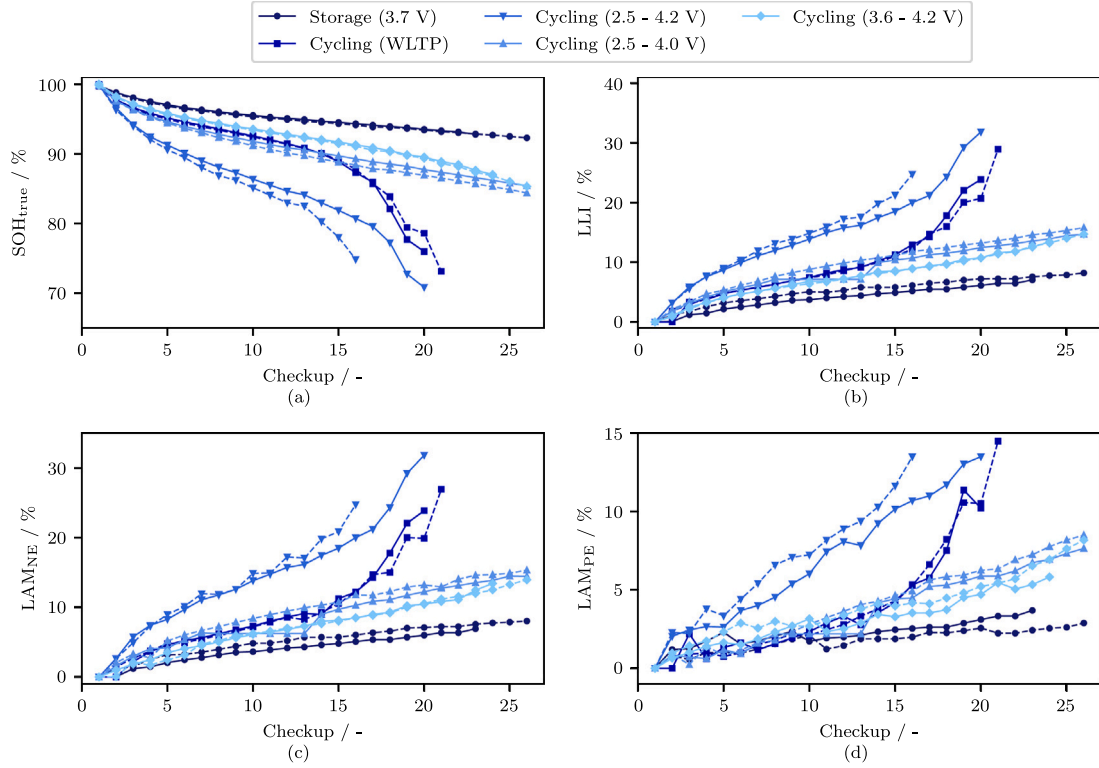 Storage (3.7 V)
Cycling (WLTP)
Cycling (2.5 - 4.2 V)
Cycling (2.5 - 4.0 V)
Cycling (3.6 - 4.2 V)
100
90
80
70
SOHtrue / %
0 5 10 15 20 25
Checkup / -
(a)
40
30
20
10
0
LLI / %
0 5 10 15 20 25
Checkup / -
(b)
30
20
10
0
LAMNE / %
0 5 10 15 20 25
Checkup / -
(c)
15
10
5
0
LAMPE / %
0 5 10 15 20 25
Checkup / -
(d)